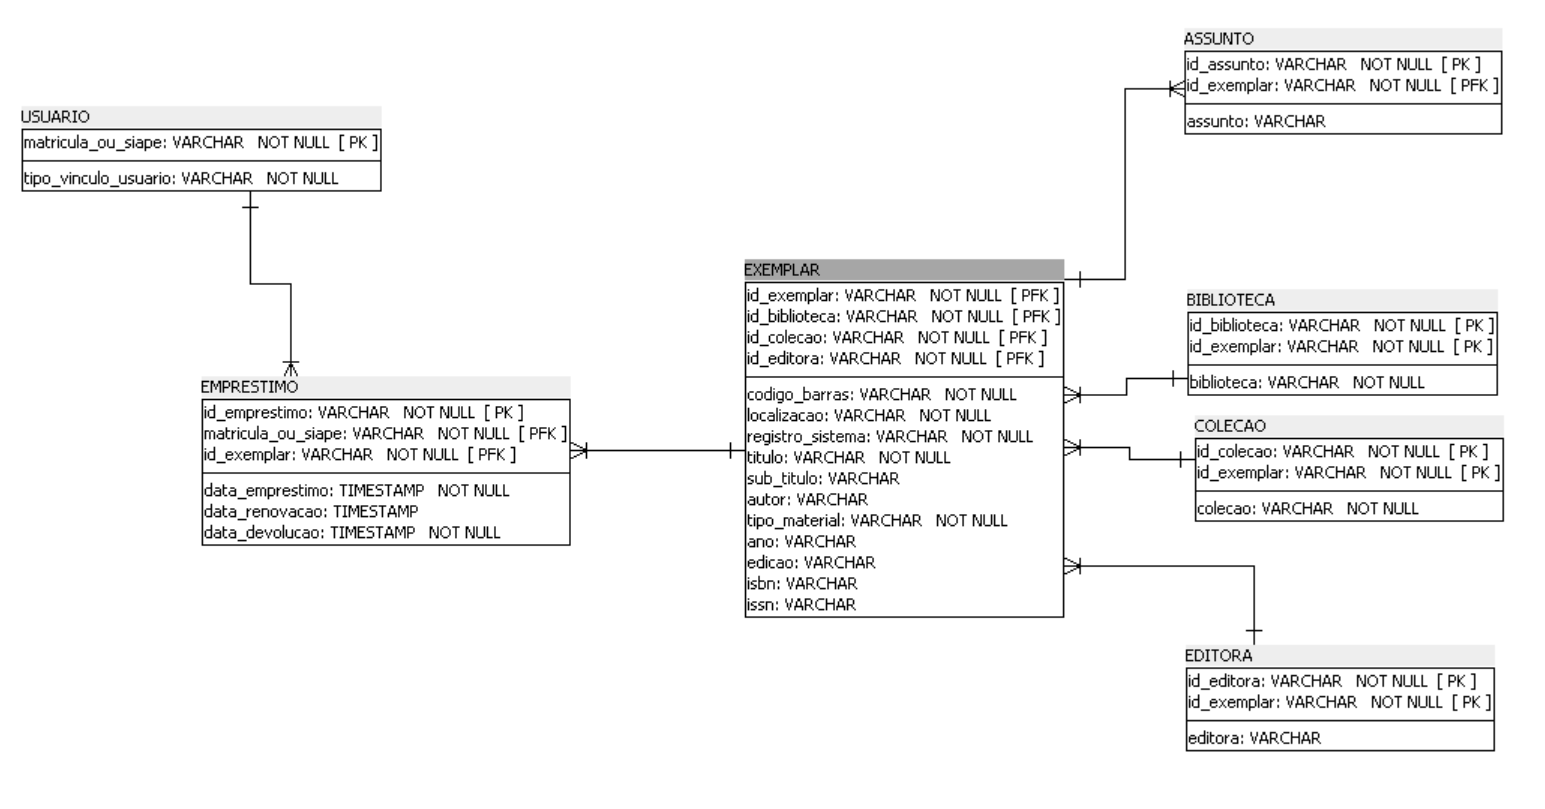 ASSUNTO
id_assunto: VARCHAR NOT NULL [ PK ]
id_exemplar: VARCHAR NOT NULL [ PFK ]
assunto: VARCHAR
USUARIO
matricula_ou_siape: VARCHAR NOT NULL [ PK ]
tipo_vinculo_usuario: VARCHAR NOT NULL
EXEMPLAR
id_exemplar: VARCHAR NOT NULL [ PFK ]
id_biblioteca: VARCHAR NOT NULL [ PFK ]
id_colecao: VARCHAR NOT NULL [ PFK ]
id_editora: VARCHAR NOT NULL [ PFK ]
codigo_barras: VARCHAR NOT NULL
localizacao: VARCHAR NOT NULL
registro_sistema: VARCHAR NOT NULL
titulo: VARCHAR NOT NULL
sub_titulo: VARCHAR
autor: VARCHAR
tipo_material: VARCHAR NOT NULL
ano: VARCHAR
edicao: VARCHAR
isbn: VARCHAR
issn: VARCHAR
BIBLIOTECA
id_biblioteca: VARCHAR NOT NULL [ PK ]
id_exemplar: VARCHAR NOT NULL [ PK ]
biblioteca: VARCHAR NOT NULL
EMPRESTIMO
id_emprestimo: VARCHAR NOT NULL [ PK ]
matricula_ou_siape: VARCHAR NOT NULL [ PFK ]
id_exemplar: VARCHAR NOT NULL [ PFK ]
data_emprestimo: TIMESTAMP NOT NULL
data_renovacao: TIMESTAMP
data_devolucao: TIMESTAMP NOT NULL
COLECAO
id_colecao: VARCHAR NOT NULL [ PK ]
id_exemplar: VARCHAR NOT NULL [ PK ]
colecao: VARCHAR NOT NULL
EDITORA
id_editora: VARCHAR NOT NULL [ PK ]
id_exemplar: VARCHAR NOT NULL [ PK ]
editora: VARCHAR